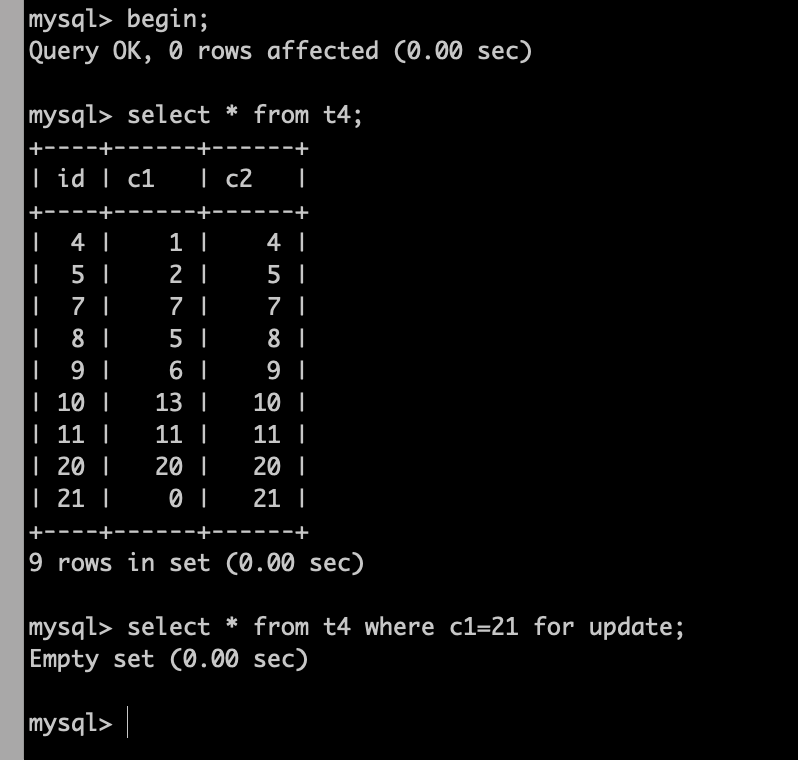 mysql> begin;
Query OK, 0 rows affected (0.00 sec)
mysql> select * from t4;
+----+------+------+
| id | c1   | c2   |
+----+------+------+
|  4 |    1 |    4 |
|  5 |    2 |    5 |
|  7 |    7 |    7 |
|  8 |    5 |    8 |
|  9 |    6 |    9 |
| 10 |   13 |   10 |
| 11 |   11 |   11 |
| 20 |   20 |   20 |
| 21 |    0 |   21 |
+----+------+------+
9 rows in set (0.00 sec)
mysql> select * from t4 where c1=21 for update;
Empty set (0.00 sec)
mysql>